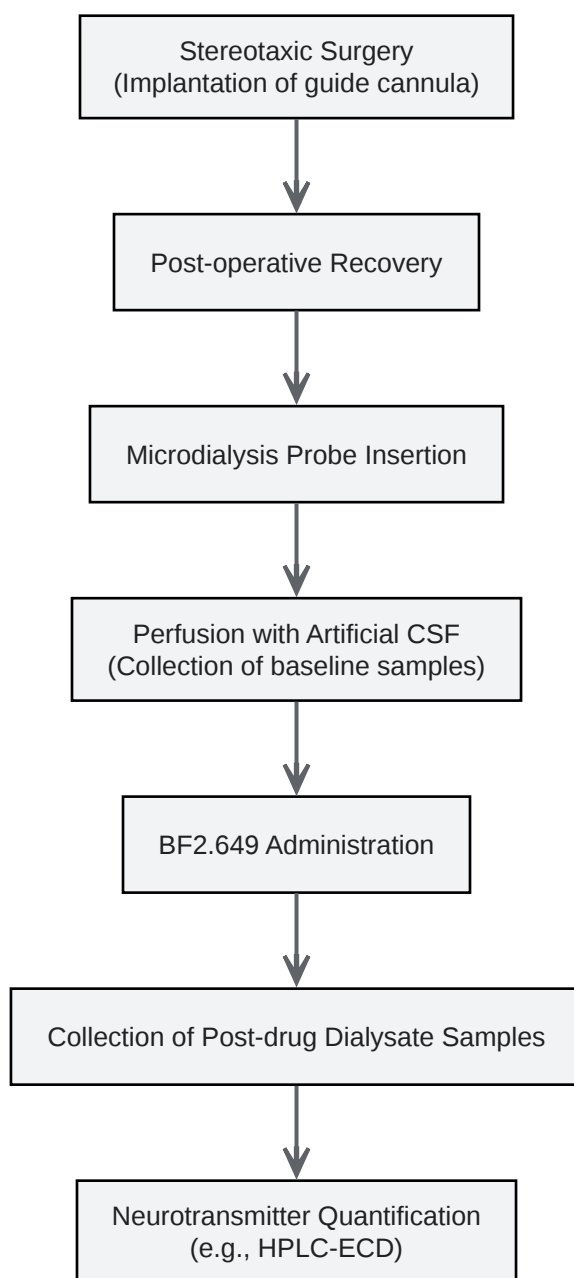 Stereotaxic Surgery
(Implantation of guide cannula)
Post-operative Recovery
Microdialysis Probe Insertion
Perfusion with Artificial CSF
(Collection of baseline samples)
BF2.649 Administration
Collection of Post-drug Dialysate Samples
Neurotransmitter Quantification
(e.g., HPLC-ECD)